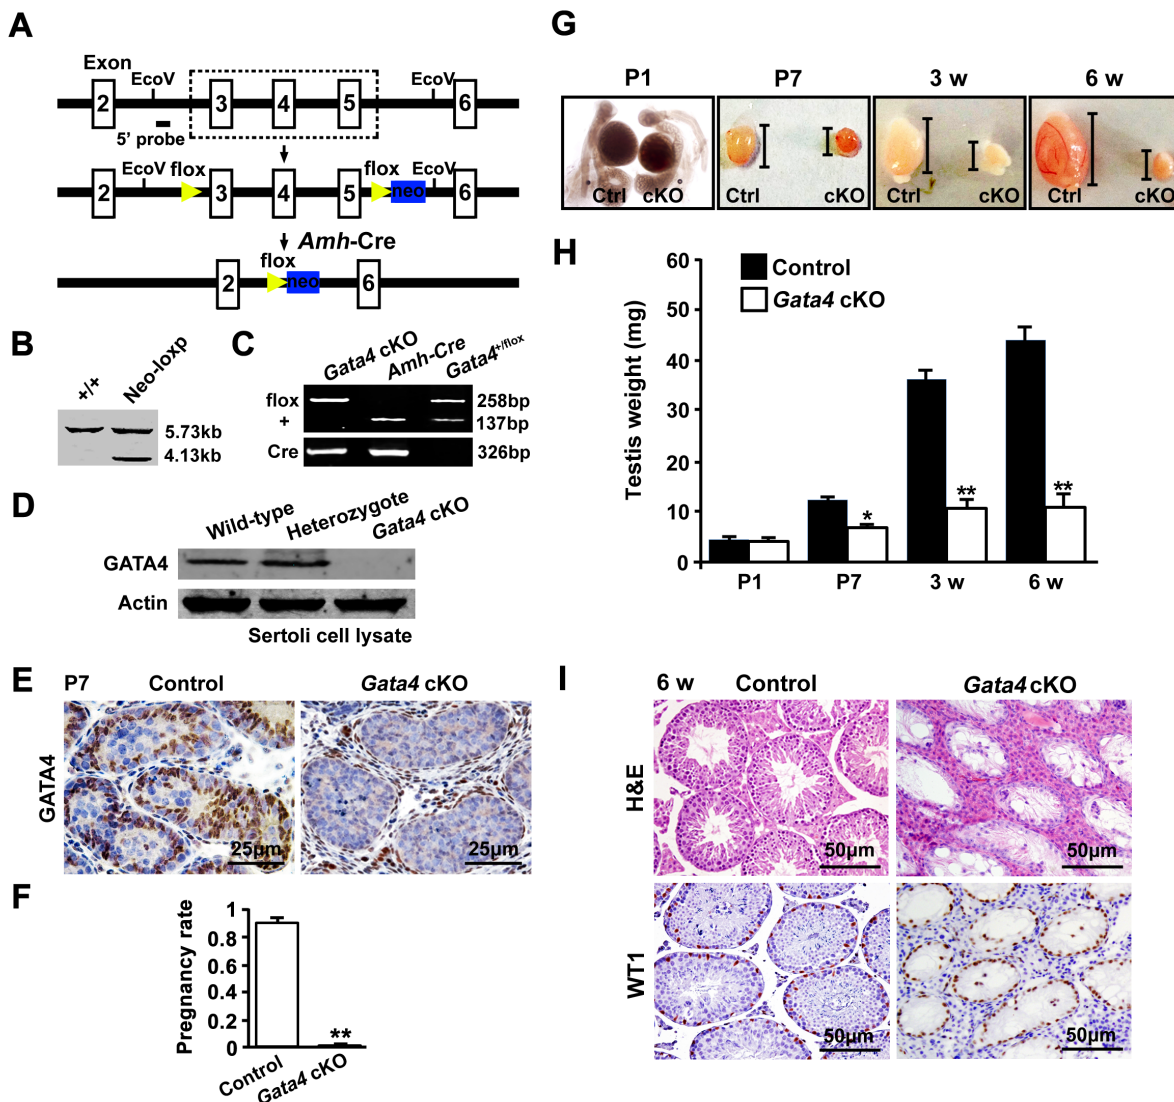 A
Exon
EcoV
EcoV
2
3
4
5
6
5' probe
EcoV
flox
flox
EcoV
2
3
4
5
neo
6
Amh-Cre
flox
2
neo
6
B
+/+
Neo-loxp
5.73kb
4.13kb
C
Gata4 cKO
Amh-Cre
Gata4+/flox
flox
258bp
+
137bp
Cre
326bp
D
Wild-type
Heterozygote
Gata4 cKO
GATA4
Actin
Sertoli cell lysate
E
P7
Control
Gata4 cKO
GATA4
25μm
25μm
F
Pregnancy rate
1
0.8
0.6
0.4
0.2
0
**
Control
Gata4 cKO
G
P1
P7
3 w
6 w
Ctrl
cKO
Ctrl
cKO
Ctrl
cKO
Ctrl
cKO
H
Testis weight (mg)
60
50
40
30
20
10
0
Control
Gata4 cKO
*
**
**
P1
P7
3 w
6 w
I
6 w
Control
Gata4 cKO
H&E
50μm
50μm
WT1
50μm
50μm